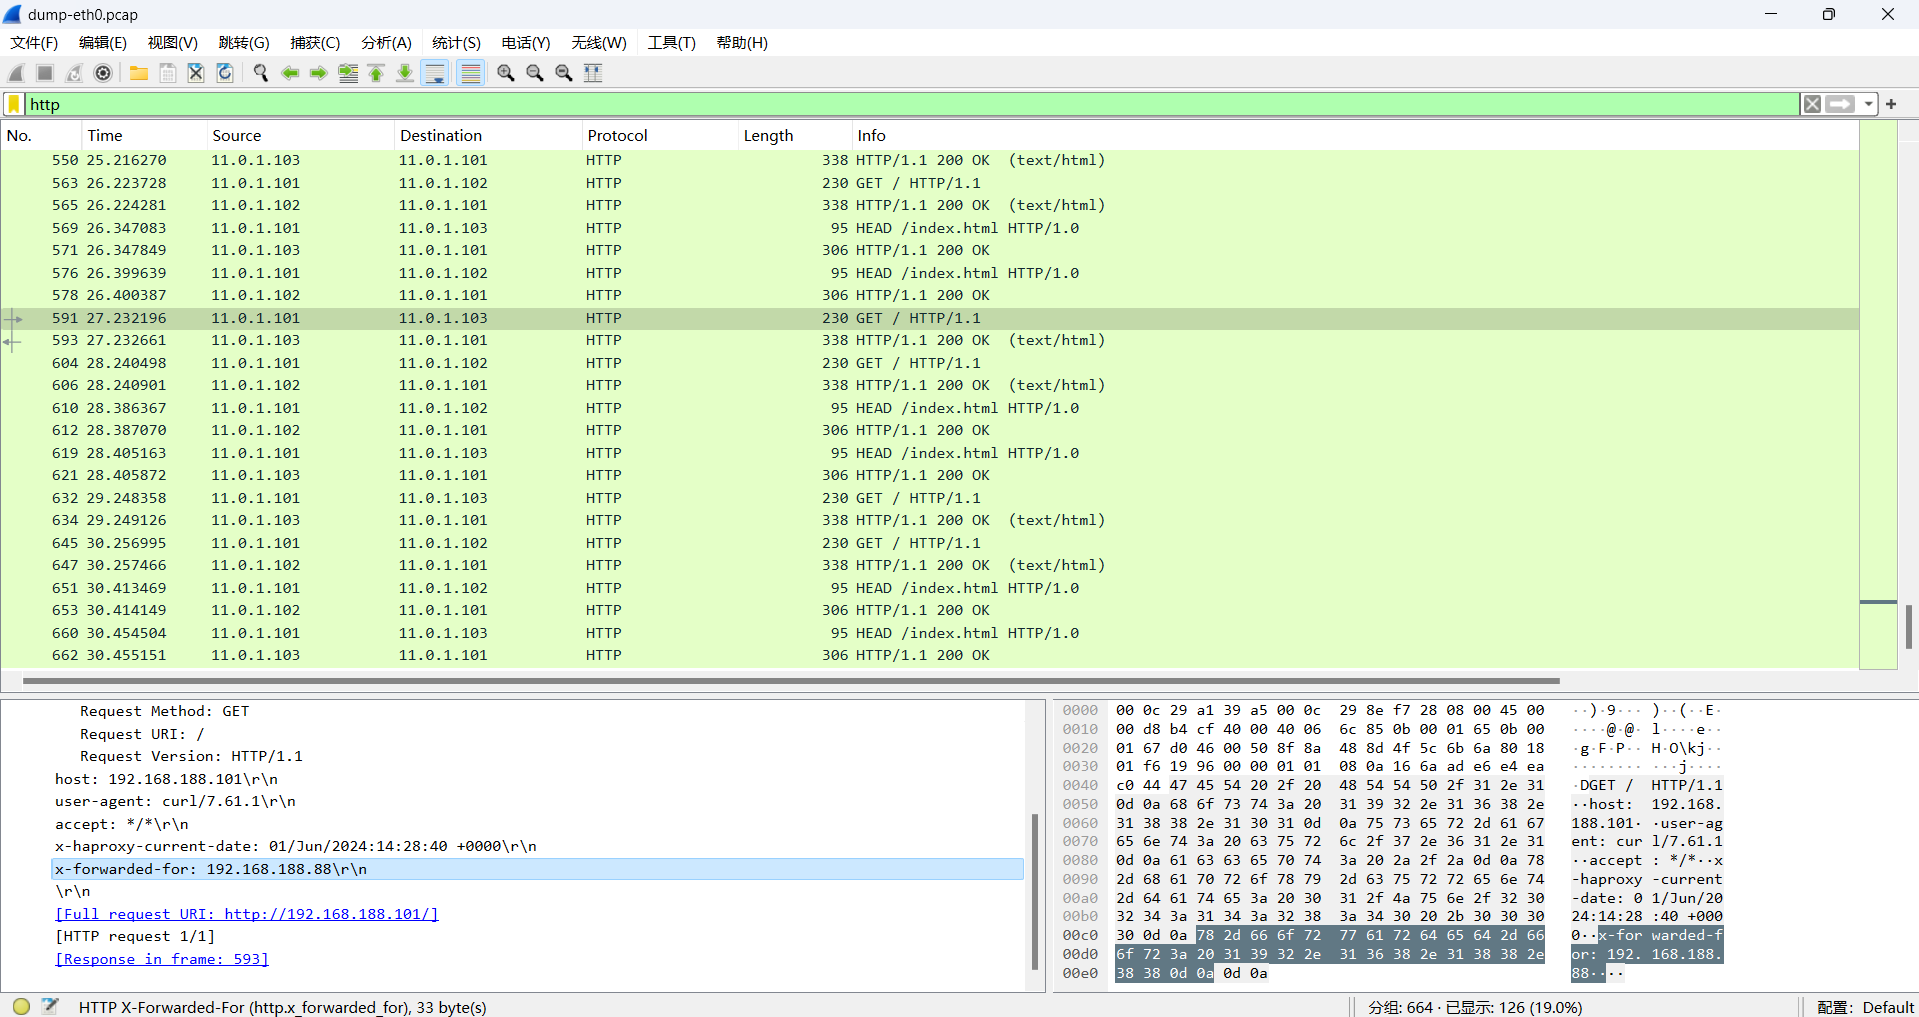 dump-eth0.pcap
文件(F) 编辑(E) 视图(V) 跳转(G) 捕获(C) 分析(A) 统计(S) 电话(Y) 无线(W) 工具(T) 帮助(H)
http
No. Time Source Destination Protocol Length Info
550 25.216270 11.0.1.103 11.0.1.101 HTTP 338 HTTP/1.1 200 OK (text/html)
563 26.223728 11.0.1.101 11.0.1.102 HTTP 230 GET / HTTP/1.1
565 26.224281 11.0.1.102 11.0.1.101 HTTP 338 HTTP/1.1 200 OK (text/html)
569 26.347083 11.0.1.101 11.0.1.103 HTTP 95 HEAD /index.html HTTP/1.0
571 26.347849 11.0.1.103 11.0.1.101 HTTP 306 HTTP/1.1 200 OK
576 26.399639 11.0.1.101 11.0.1.102 HTTP 95 HEAD /index.html HTTP/1.0
578 26.400387 11.0.1.102 11.0.1.101 HTTP 306 HTTP/1.1 200 OK
591 27.232196 11.0.1.101 11.0.1.103 HTTP 230 GET / HTTP/1.1
593 27.232661 11.0.1.103 11.0.1.101 HTTP 338 HTTP/1.1 200 OK (text/html)
604 28.240498 11.0.1.101 11.0.1.102 HTTP 230 GET / HTTP/1.1
606 28.240901 11.0.1.102 11.0.1.101 HTTP 338 HTTP/1.1 200 OK (text/html)
610 28.386367 11.0.1.101 11.0.1.102 HTTP 95 HEAD /index.html HTTP/1.0
612 28.387070 11.0.1.102 11.0.1.101 HTTP 306 HTTP/1.1 200 OK
619 28.405163 11.0.1.101 11.0.1.103 HTTP 95 HEAD /index.html HTTP/1.0
621 28.405872 11.0.1.103 11.0.1.101 HTTP 306 HTTP/1.1 200 OK
632 29.248358 11.0.1.101 11.0.1.103 HTTP 230 GET / HTTP/1.1
634 29.249126 11.0.1.103 11.0.1.101 HTTP 338 HTTP/1.1 200 OK (text/html)
645 30.256995 11.0.1.101 11.0.1.102 HTTP 230 GET / HTTP/1.1
647 30.257466 11.0.1.102 11.0.1.101 HTTP 338 HTTP/1.1 200 OK (text/html)
651 30.413469 11.0.1.101 11.0.1.102 HTTP 95 HEAD /index.html HTTP/1.0
653 30.414149 11.0.1.102 11.0.1.101 HTTP 306 HTTP/1.1 200 OK
660 30.454504 11.0.1.101 11.0.1.103 HTTP 95 HEAD /index.html HTTP/1.0
662 30.455151 11.0.1.103 11.0.1.101 HTTP 306 HTTP/1.1 200 OK
Request Method: GET
Request URI: /
Request Version: HTTP/1.1
host: 192.168.188.101\r\n
user-agent: curl/7.61.1\r\n
accept: */*\r\n
x-haproxy-current-date: 01/Jun/2024:14:28:40 +0000\r\n
x-forwarded-for: 192.168.188.88\r\n
\r\n
[Full request URI: http://192.168.188.101/]
[HTTP request 1/1]
[Response in frame: 593]
0000 00 0c 29 a1 39 a5 00 0c 29 8e f7 28 08 00 45 00 ··)·9··· )··(··E·
0010 00 d8 b4 cf 40 00 40 06 6c 85 0b 00 01 65 0b 00 ····@·@· l····e··
0020 01 67 d0 46 00 50 8f 8a 48 8d 4f 5c 6b 6a 80 18 ·g·F·P·· H·O\kj··
0030 01 f6 19 96 00 00 01 01 08 0a 16 6a ad e6 e4 ea ········ ···j····
0040 c0 44 47 45 54 20 2f 20 48 54 54 50 2f 31 2e 31 ·DGET / HTTP/1.1
0050 0d 0a 68 6f 73 74 3a 20 31 39 32 2e 31 36 38 2e ··host: 192.168.
0060 31 38 38 2e 31 30 31 0d 0a 75 73 65 72 2d 61 67 188.101· ·user-ag
0070 65 6e 74 3a 20 63 75 72 6c 2f 37 2e 36 31 2e 31 ent: cur l/7.61.1
0080 0d 0a 61 63 63 65 70 74 3a 20 2a 2f 2a 0d 0a 78 ··accept : */*··x
0090 2d 68 61 70 72 6f 78 79 2d 63 75 72 72 65 6e 74 -haproxy -current
00a0 2d 64 61 74 65 3a 20 30 31 2f 4a 75 6e 2f 32 30 -date: 0 1/Jun/20
00b0 32 34 3a 31 34 3a 32 38 3a 34 30 20 2b 30 30 30 24:14:28 :40 +000
00c0 30 0d 0a 78 2d 66 6f 72 77 61 72 64 65 64 2d 66 0··x-for warded-f
00d0 6f 72 3a 20 31 39 32 2e 31 36 38 2e 31 38 38 2e or: 192. 168.188.
00e0 38 38 0d 0a 0d 0a 88····
HTTP X-Forwarded-For (http.x_forwarded_for), 33 byte(s) 分组: 664 · 已显示: 126 (19.0%) 配置: Default